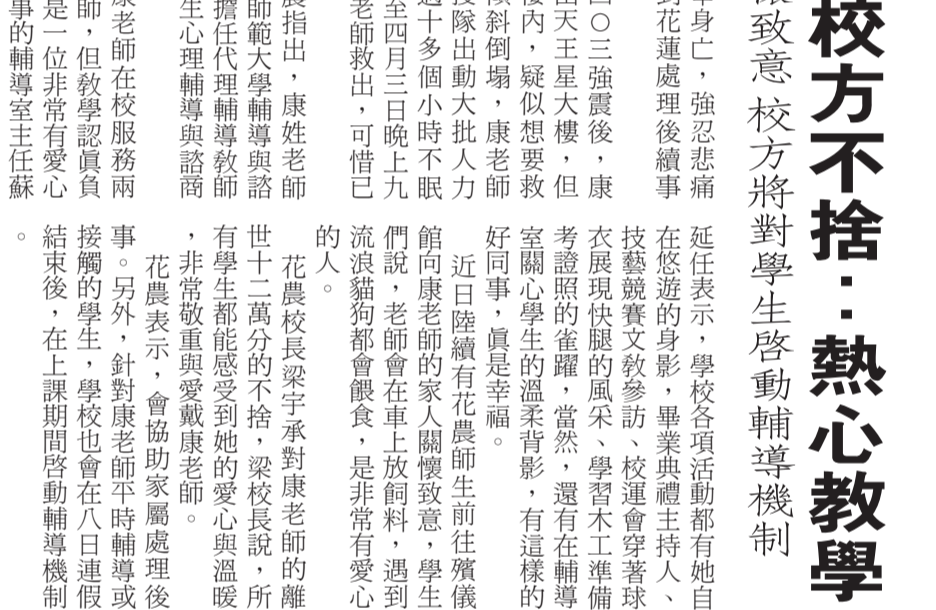 校方不捨：熱心教學
致意 校方將對學生啓動輔導機制
身亡，強忍悲痛
到花蓮處理後續事
四〇三強震後，康
出天王星大樓，但
樓內，疑似想要救
傾斜倒塌，康老師
搜隊出動大批人力
過十多個小時不眠
至四月三日晚上九
老師救出，可惜已
農指出，康姓老師
師範大學輔導與諮
擔任代理輔導教師
生心理輔導與諮商
康老師在校服務兩
師，但教學認眞負
是一位非常有愛心
事的輔導室主任蘇
延任表示，學校各項活動都有她自
在悠遊的身影，畢業典禮主持人、
技藝競賽文教參訪、校運會穿著球
衣展現快腿的風采、學習木工準備
考證照的雀躍，當然，還有在輔導
室關心學生的溫柔背影，有這樣的
好同事，眞是幸福。
近日陸續有花農師生前往殯儀
館向康老師的家人關懷致意，學生
們說，老師會在車上放飼料，遇到
流浪貓狗都會餵食，是非常有愛心
的人。
花農校長梁宇承對康老師的離
世十二萬分的不捨，梁校長說，所
有學生都能感受到她的愛心與溫暖
，非常敬重與愛戴康老師。
花農表示，會協助家屬處理後
事。另外，針對康老師平時輔導或
接觸的學生，學校也會在八日連假
結束後，在上課期間啓動輔導機制
。